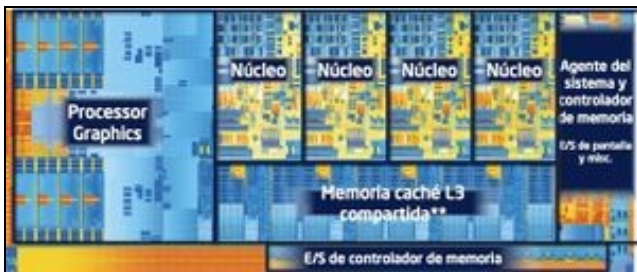 Processor
Graphics
Núcleo
Núcleo
Núcleo
Núcleo
Agente del
sistema y
controlador
de memoria
E/S de pantalla
y misc.
Memoria caché L3
compartida**
E/S de controlador de memoria